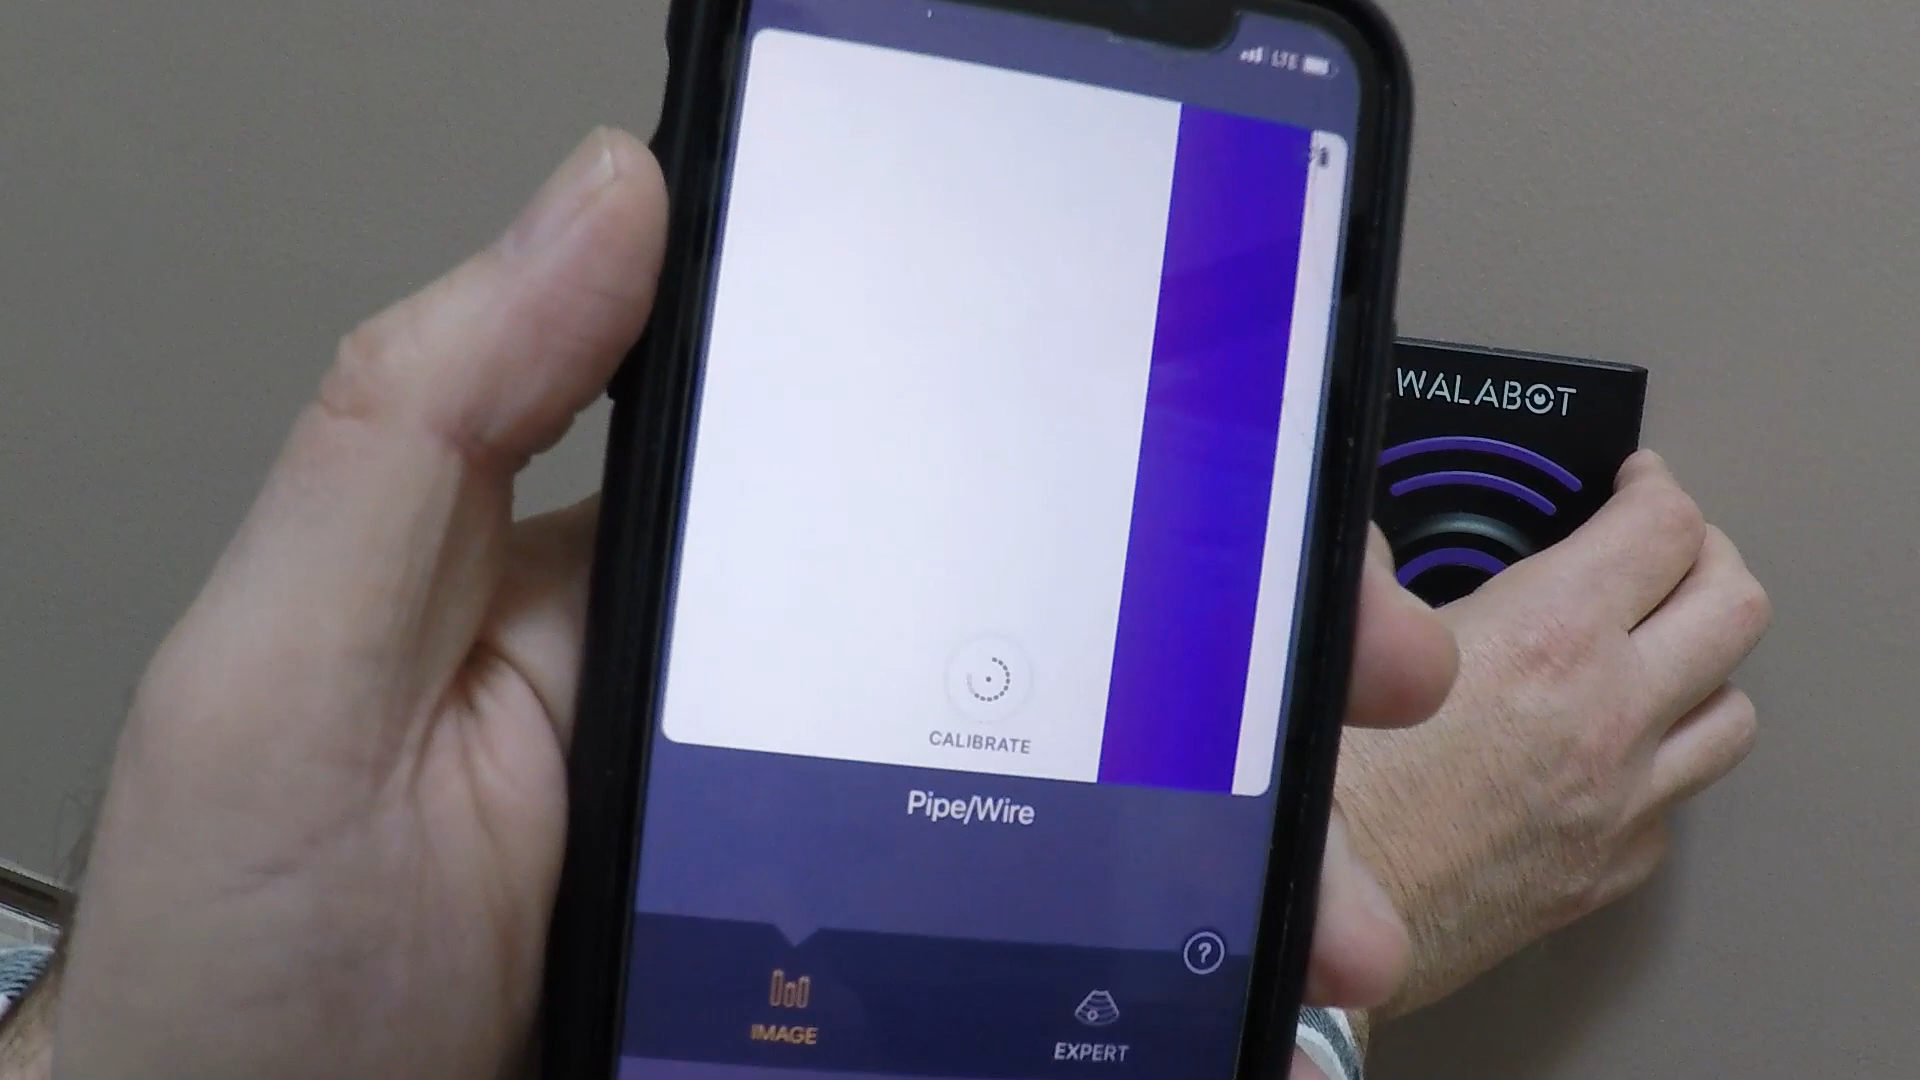 LTE
WALABOT
CALIBRATE
Pipe/Wire
?
IMAGE
EXPERT